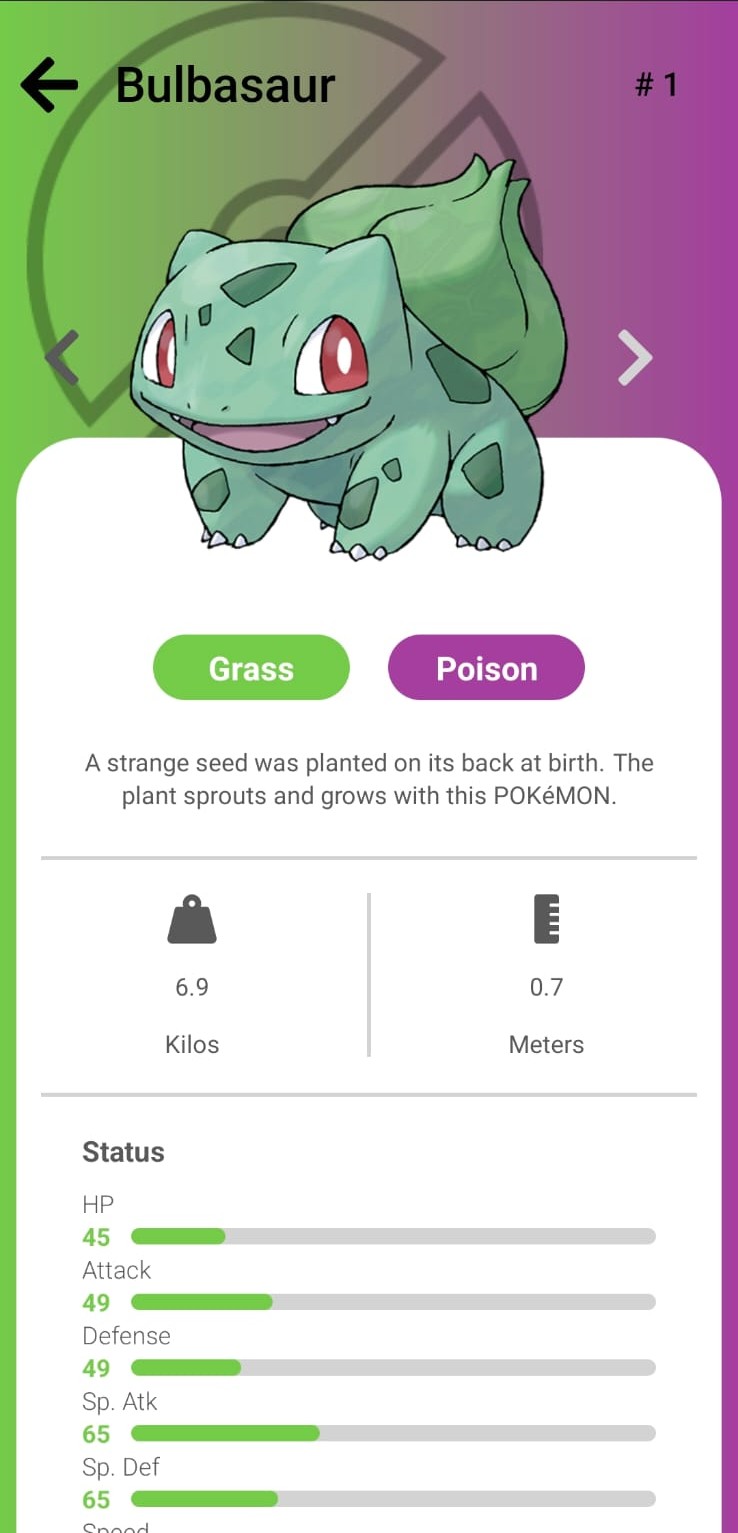 Bulbasaur
# 1
Grass
Poison
A strange seed was planted on its back at birth. The
plant sprouts and grows with this POKéMON.
6.9
0.7
Kilos
Meters
Status
HP
45
Attack
49
Defense
49
Sp. Atk
65
Sp. Def
65
Speed